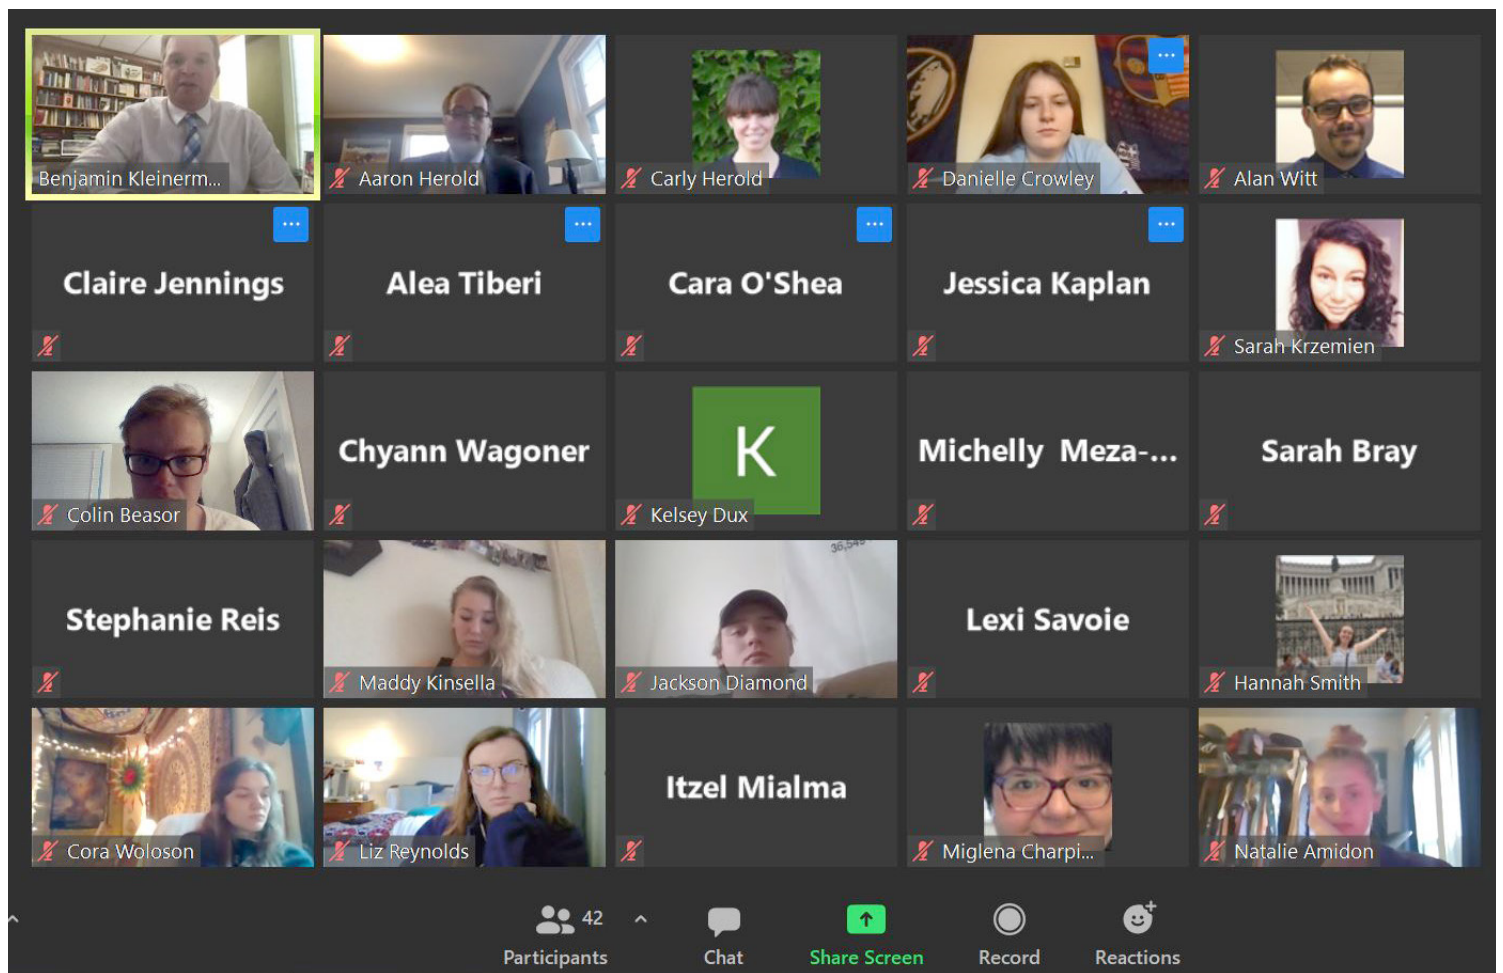 Benjamin Kleinerm...
Aaron Herold
Carly Herold
Danielle Crowley
Alan Witt
Claire Jennings
Alea Tiberi
Cara O'Shea
Jessica Kaplan
Sarah Krzemien
Colin Beasor
Chyann Wagoner
K
Kelsey Dux
Michelly Meza-...
Sarah Bray
Stephanie Reis
Maddy Kinsella
36,549
Jackson Diamond
Lexi Savoie
Hannah Smith
Cora Woloson
Liz Reynolds
Itzel Mialma
Miglena Charpi...
Natalie Amidon
42
Participants
Chat
Share Screen
Record
Reactions